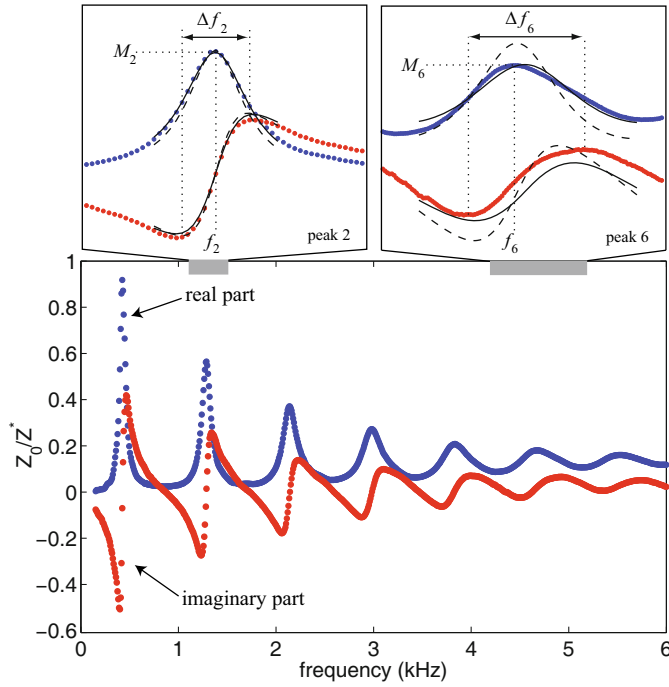 Δf₂
M₂
f₂
peak 2
Δf₆
M₆
f₆
peak 6
1
0.8
0.6
0.4
0.2
0
-0.2
-0.4
-0.6
Z₀/Z*
real part
imaginary part
0 1 2 3 4 5 6
frequency (kHz)